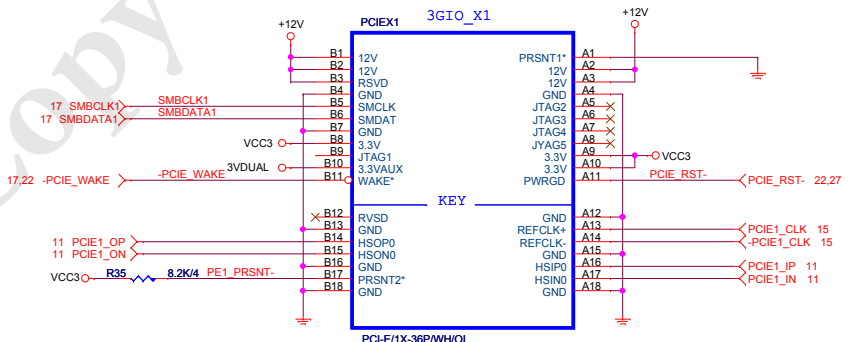 Copy
3GIO_X1
PCIEX1
+12V
+12V
B1 12V PRSNT1* A1
B2 12V 12V A2
B3 RSVD 12V A3
B4 GND GND A4
17 SMBCLK1 SMBCLK1 B5 SMCLK JTAG2 A5
17 SMBDATA1 SMBDATA1 B6 SMDAT JTAG3 A6
B7 GND JTAG4 A7
VCC3 B8 3.3V JYAG5 A8
B9 JTAG1 3.3V A9 VCC3
3VDUAL B10 3.3VAUX 3.3V A10
17,22 -PCIE_WAKE -PCIE_WAKE B11 WAKE* PWRGD A11 PCIE_RST- PCIE_RST- 22,27
KEY
B12 RVSD GND A12
B13 GND REFCLK+ A13 PCIE1_CLK 15
11 PCIE1_OP B14 HSOP0 REFCLK- A14 -PCIE1_CLK 15
11 PCIE1_ON B15 HSON0 GND A15
B16 GND HSIP0 A16 PCIE1_IP 11
VCC3 R35 8.2K/4 PE1_PRSNT- B17 PRSNT2* HSIN0 A17 PCIE1_IN 11
B18 GND GND A18
PCI-E/1X-36P/WH/OL